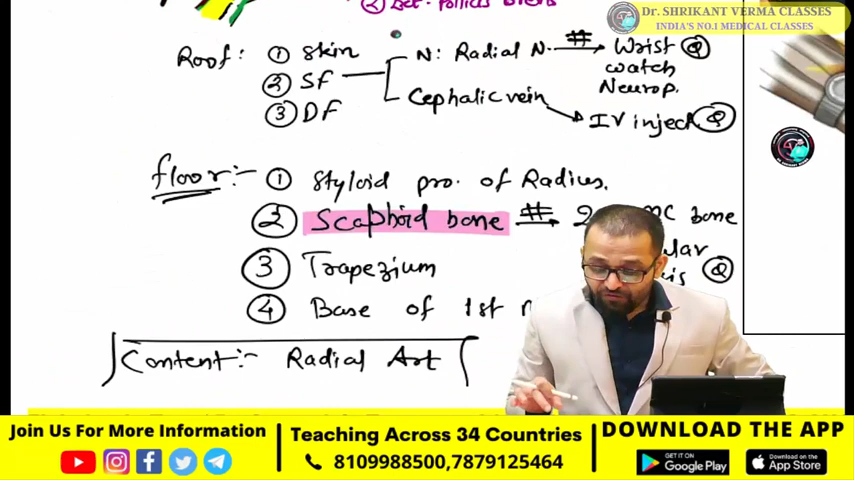 Dr. SHRIKANT VERMA CLASSES
INDIA'S NO.1 MEDICAL CLASSES
Roof: ① Skin
② SF
③ DF
N: Radial N. # → Wrist Q
watch
Neurop.
Cephalic vein
IV inject Q
floor:- ① Styloid pro. of Radius.
② Scaphoid bone # → 2 bone
③ Trapezium
Q
④ Base of 1st
Content:- Radial Art
Join Us For More Information
Teaching Across 34 Countries
8109988500,7879125464
DOWNLOAD THE APP
GET IT ON
Google Play
Download on the
App Store